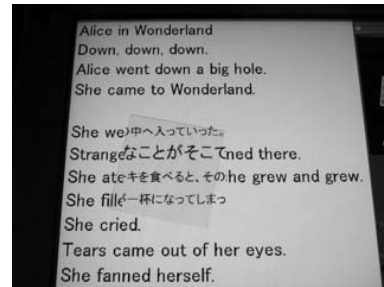 Alice in Wonderland
Down, down, down.
Alice went down a big hole.
She came to Wonderland.
She we中へ入っていった。
Strangeなことがそこでned there.
She ateキを食べると、そのhe grew and grew.
She fille一杯になってしまっ
She cried.
Tears came out of her eyes.
She fanned herself.